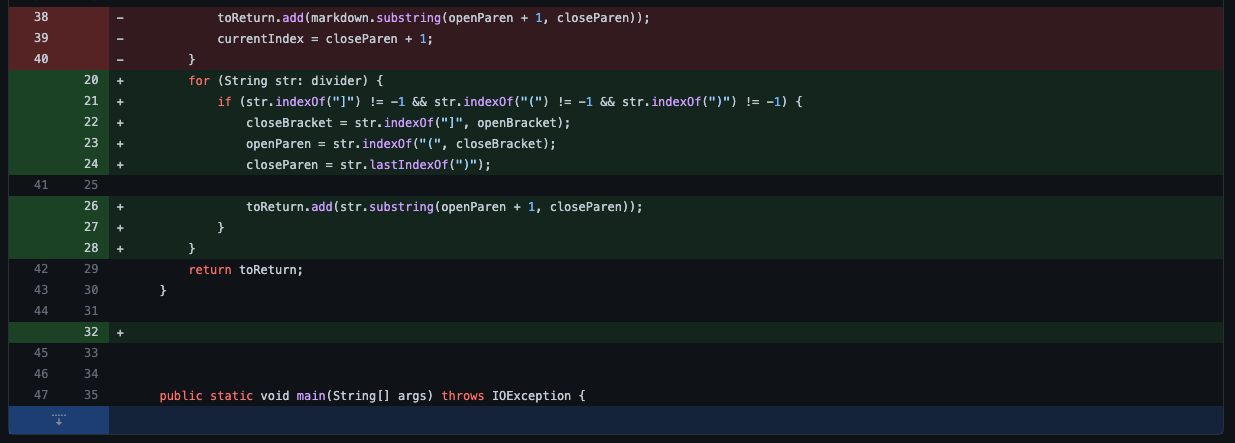 38 -             toReturn.add(markdown.substring(openParen + 1, closeParen));
39 -             currentIndex = closeParen + 1;
40 -         }
20 +         for (String str: divider) {
21 +             if (str.indexOf("]") != -1 && str.indexOf("(") != -1 && str.indexOf(")") != -1) {
22 +                 closeBracket = str.indexOf("]", openBracket);
23 +                 openParen = str.indexOf("(", closeBracket);
24 +                 closeParen = str.lastIndexOf(")");
41 25
26 +                 toReturn.add(str.substring(openParen + 1, closeParen));
27 +             }
28 +         }
42 29         return toReturn;
43 30     }
44 31
32 +
45 33
46 34
47 35     public static void main(String[] args) throws IOException {